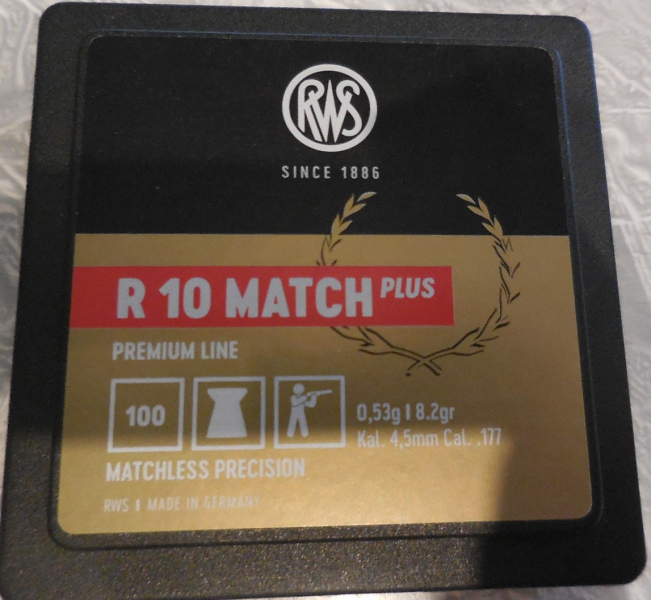 RWS
SINCE 1886
R 10 MATCH PLUS
PREMIUM LINE
100
0,53g I 8.2gr
Kal. 4,5mm Cal. .177
MATCHLESS PRECISION
RWS I MADE IN GERMANY